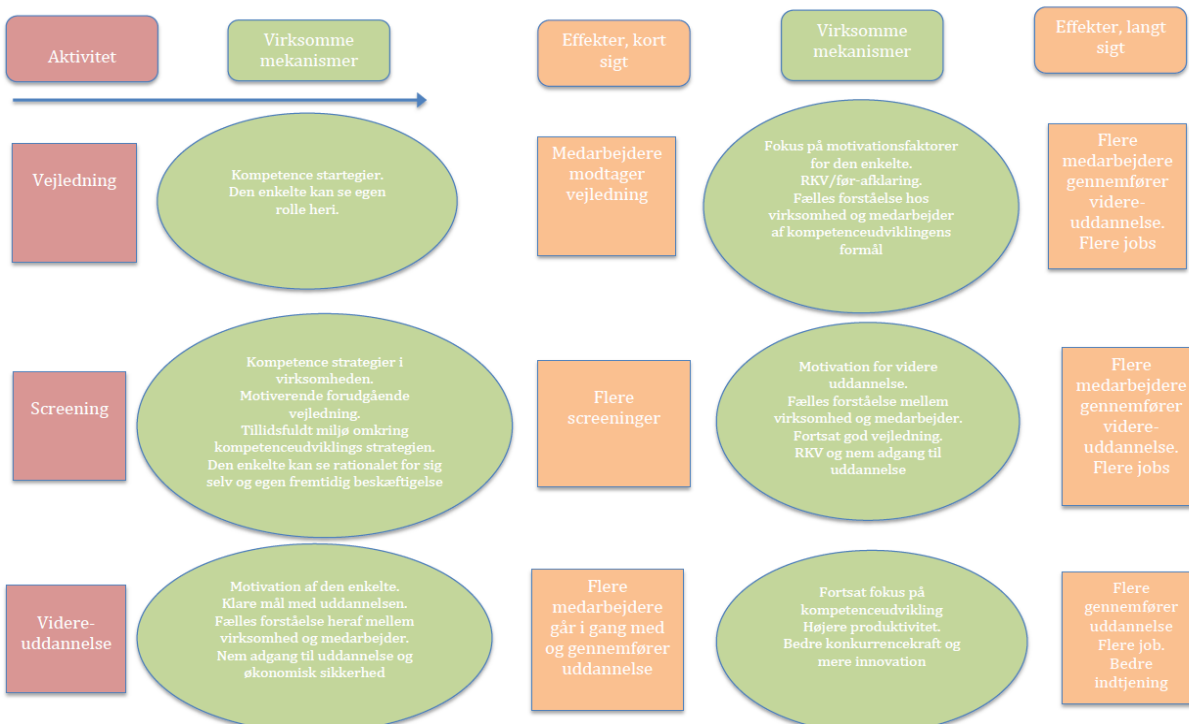 Aktivitet
Virksomme
mekanismer
Effekter, kort
sigt
Virksomme
mekanismer
Effekter, langt
sigt
Vejledning
Kompetence startegier.
Den enkelte kan se egen
rolle heri.
Medarbejdere
modtager
vejledning
Fokus på motivationsfaktorer
for den enkelte.
RKV/før-afklaring.
Fælles forståelse hos
virksomhed og medarbejder
af kompetenceudviklingens
formål
Flere
medarbejdere
gennemfører
videre-
uddannelse.
Flere jobs
Screening
Kompetence strategier i
virksomheden.
Motiverende forudgående
vejledning.
Tillidsfuldt miljø omkring
kompetenceudviklings strategien.
Den enkelte kan se rationalet for sig
selv og egen fremtidig beskæftigelse
Flere
screeninger
Motivation for videre
uddannelse.
Fælles forståelse mellem
virksomhed og medarbejder.
Fortsat god vejledning.
RKV og nem adgang til
uddannelse
Flere
medarbejdere
gennemfører
videre-
uddannelse.
Flere jobs
Videre-
uddannelse
Motivation af den enkelte.
Klare mål med uddannelsen.
Fælles forståelse heraf mellem
virksomhed og medarbejder.
Nem adgang til uddannelse og
økonomisk sikkerhed
Flere
medarbejdere
går i gang med
og gennemfører
uddannelse
Fortsat fokus på
kompetenceudvikling
Højere produktivitet.
Bedre konkurrencekraft og
mere innovation
Flere
gennemfører
uddannelse
Flere job.
Bedre
indtjening